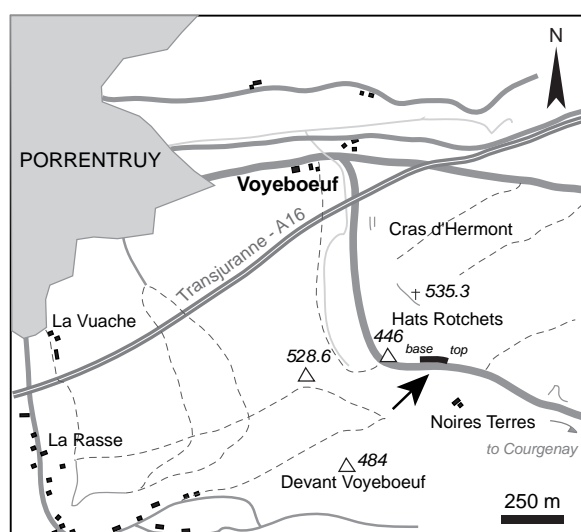 N
PORRENTRUY
Voyeboeuf
Transjuranne - A16
Cras d'Hermont
535.3
La Vuache
Hats Rotchets
446
base top
528.6
La Rasse
Noires Terres
to Courgenay
484
Devant Voyeboeuf
250 m